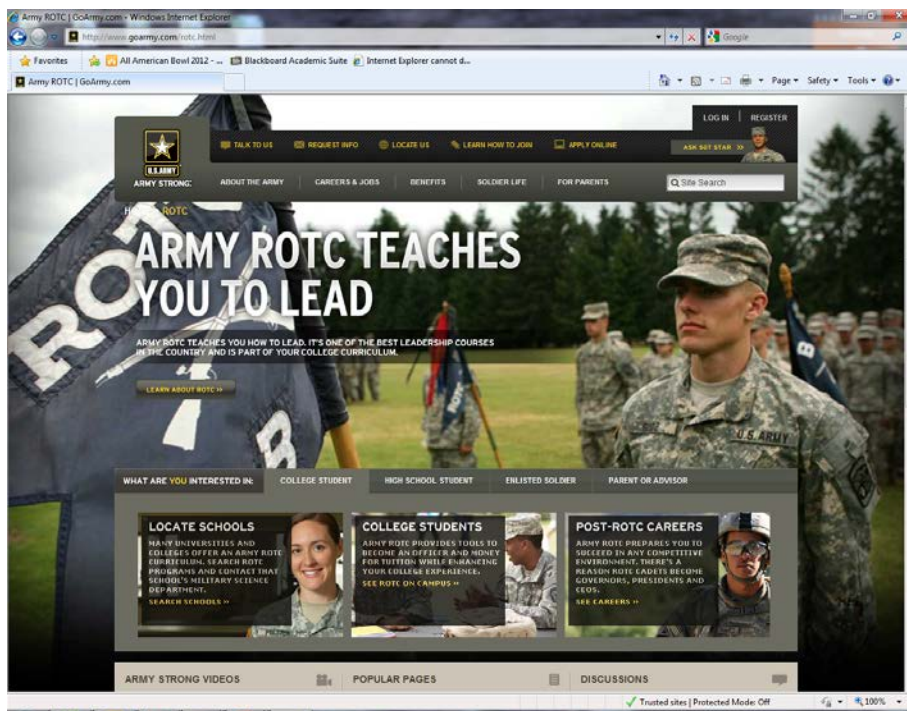 Army ROTC | GoArmy.com - Windows Internet Explorer
http://www.goarmy.com/rotc.html
Google
Favorites
All American Bowl 2012 - ...
Blackboard Academic Suite
Internet Explorer cannot d...
Army ROTC | GoArmy.com
Page
Safety
Tools
LOG IN
REGISTER
TALK TO US
REQUEST INFO
LOCATE US
LEARN HOW TO JOIN
APPLY ONLINE
ASK SGT STAR »
U.S.ARMY
ARMY STRONG:
ABOUT THE ARMY
CAREERS & JOBS
BENEFITS
SOLDIER LIFE
FOR PARENTS
Site Search
ROTC
ARMY ROTC TEACHES
YOU TO LEAD
ARMY ROTC TEACHES YOU HOW TO LEAD. IT'S ONE OF THE BEST LEADERSHIP COURSES
IN THE COUNTRY AND IS PART OF YOUR COLLEGE CURRICULUM.
LEARN ABOUT ROTC »
ROTC
B
ROTC
B
U.S. ARMY
WHAT ARE YOU INTERESTED IN:
COLLEGE STUDENT
HIGH SCHOOL STUDENT
ENLISTED SOLDIER
PARENT OR ADVISOR
LOCATE SCHOOLS
MANY UNIVERSITIES AND
COLLEGES OFFER AN ARMY ROTC
CURRICULUM. SEARCH ROTC
PROGRAMS AND CONTACT THAT
SCHOOL'S MILITARY SCIENCE
DEPARTMENT.
SEARCH SCHOOLS »
COLLEGE STUDENTS
ARMY ROTC PROVIDES TOOLS TO
BECOME AN OFFICER AND MONEY
FOR TUITION WHILE ENHANCING
YOUR COLLEGE EXPERIENCE.
SEE ROTC ON CAMPUS »
POST-ROTC CAREERS
ARMY ROTC PREPARES YOU TO
SUCCEED IN ANY COMPETITIVE
ENVIRONMENT. THERE'S A
REASON ROTC CADETS BECOME
GOVERNORS, PRESIDENTS AND
CEOS.
SEE CAREERS »
ARMY STRONG VIDEOS
POPULAR PAGES
DISCUSSIONS
Trusted sites | Protected Mode: Off
100%